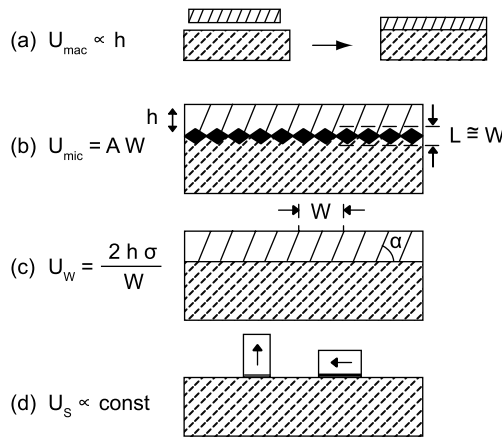 (a) U_mac ∝ h
h
(b) U_mic = A W
L ≅ W
W
(c) U_W = 2 h σ / W
α
(d) U_S ∝ const